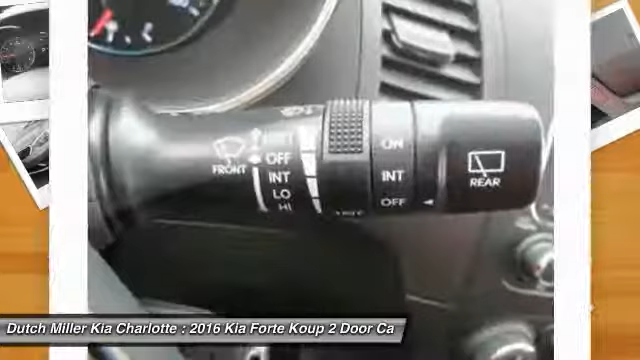 ON
OFF
FRONT
INT
INT
REAR
LO
OFF
HI
Dutch Miller Kia Charlotte : 2016 Kia Forte Koup 2 Door Ca